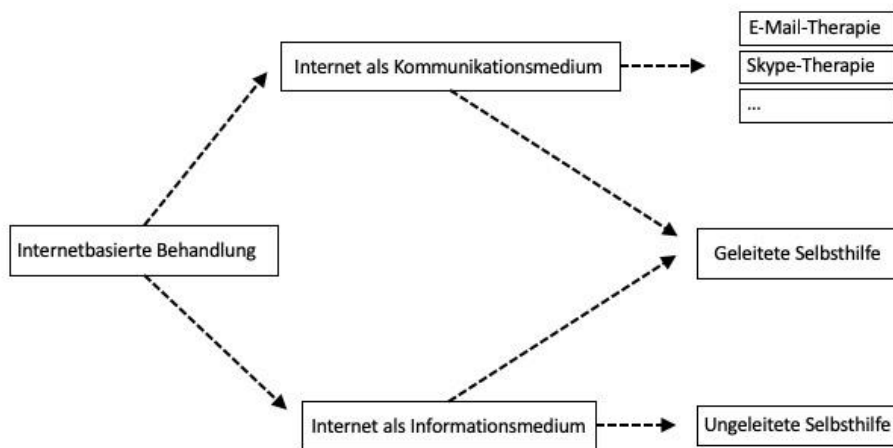 E-Mail-Therapie
Internet als Kommunikationsmedium
Skype-Therapie
...
Internetbasierte Behandlung
Geleitete Selbsthilfe
Internet als Informationsmedium
Ungeleitete Selbsthilfe